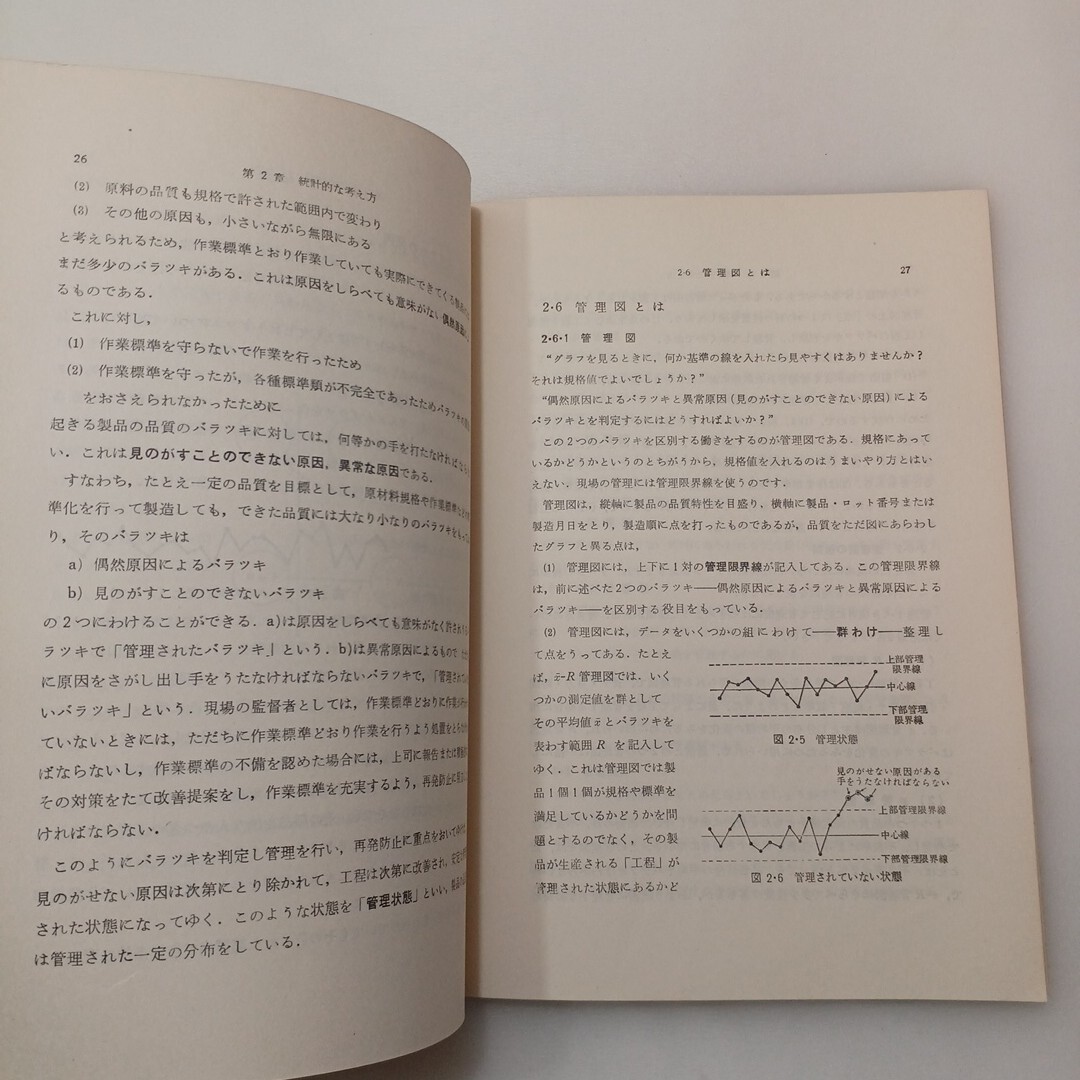 26
第2章 統計的な考え方
(2) 原料の品質も規格で許された範囲内で変わり
(3) その他の原因も，小さいながら無限にある
と考えられるため，作業標準とおり作業していても実際にできてくる製品
まだ多少のバラツキがある．これは原因をしらべても意味がない偶然原因
るものである．
これに対し，
(1) 作業標準を守らないで作業を行ったため
(2) 作業標準を守ったが，各種標準類が不完全であったためバラツキ
をおさえられなかったために
起きる製品の品質のバラツキに対しては，何等かの手を打たなければなら
い．これは見のがすことのできない原因，異常な原因である．
すなわち，たとえ一定の品質を目標として，原材料規格や作業標準など
準化を行って製造しても，できた品質には大なり小なりのバラツキをもって
り，そのバラツキは
a) 偶然原因によるバラツキ
b) 見のがすことのできないバラツキ
の2つにわけることができる．a)は原因をしらべても意味がなく許され
ラツキで「管理されたバラツキ」という．b)は異常原因によるもので
に原因をさがし出し手をうたなければならないバラツキで，「管理されて
いバラツキ」という．現場の監督者としては，作業標準どおりに作業が
ていないときには，ただちに作業標準どおり作業を行うよう処置をとら
ばならないし，作業標準の不備を認めた場合には，上司に報告または
その対策をたて改善提案をし，作業標準を充実するよう，再発防止に
ければならない．
このようにバラツキを判定し管理を行い，再発防止に重点をおいて
見のがせない原因は次第にとり除かれて，工程は次第に改善され，安定
された状態になってゆく．このような状態を「管理状態」といい，製品の
は管理された一定の分布をしている．
2·6 管理図とは
27
2·6 管理図とは
2·6·1 管理図
“グラフを見るときに，何か基準の線を入れたら見やすくはありませんか？
それは規格値でよいでしょうか？”
“偶然原因によるバラツキと異常原因（見のがすことのできない原因）による
バラツキとを判定するにはどうすればよいか？”
この2つのバラツキを区別する働きをするのが管理図である．規格にあって
いるかどうかというのとちがうから，規格値を入れるのはうまいやり方とはい
えない．現場の管理には管理限界線を使うのです．
管理図は，縦軸に製品の品質特性を目盛り，横軸に製品・ロット番号または
製造月日をとり，製造順に点を打ったものであるが，品質をただ図にあらわし
たグラフと異る点は，
(1) 管理図には，上下に1対の管理限界線が記入してある．この管理限界線
は，前に述べた2つのバラツキ——偶然原因によるバラツキと異常原因による
バラツキ——を区別する役目をもっている．
(2) 管理図には，データをいくつかの組にわけて——群わけ——整理し
て点をうってある．たとえ
ば，x̄-R 管理図では．いく
つかの測定値を群として
その平均値 x̄ とバラツキを
表わす範囲 R を記入して
ゆく．これは管理図では製
品1個1個が規格や標準を
満足しているかどうかを問
題とするのでなく，その製
品が生産される「工程」が
管理された状態にあるかど
上部管理
限界線
中心線
下部管理
限界線
図2·5 管理状態
見のがせない原因がある
手をうたなければならない
上部管理限界線
中心線
下部管理限界線
図2·6 管理されていない状態